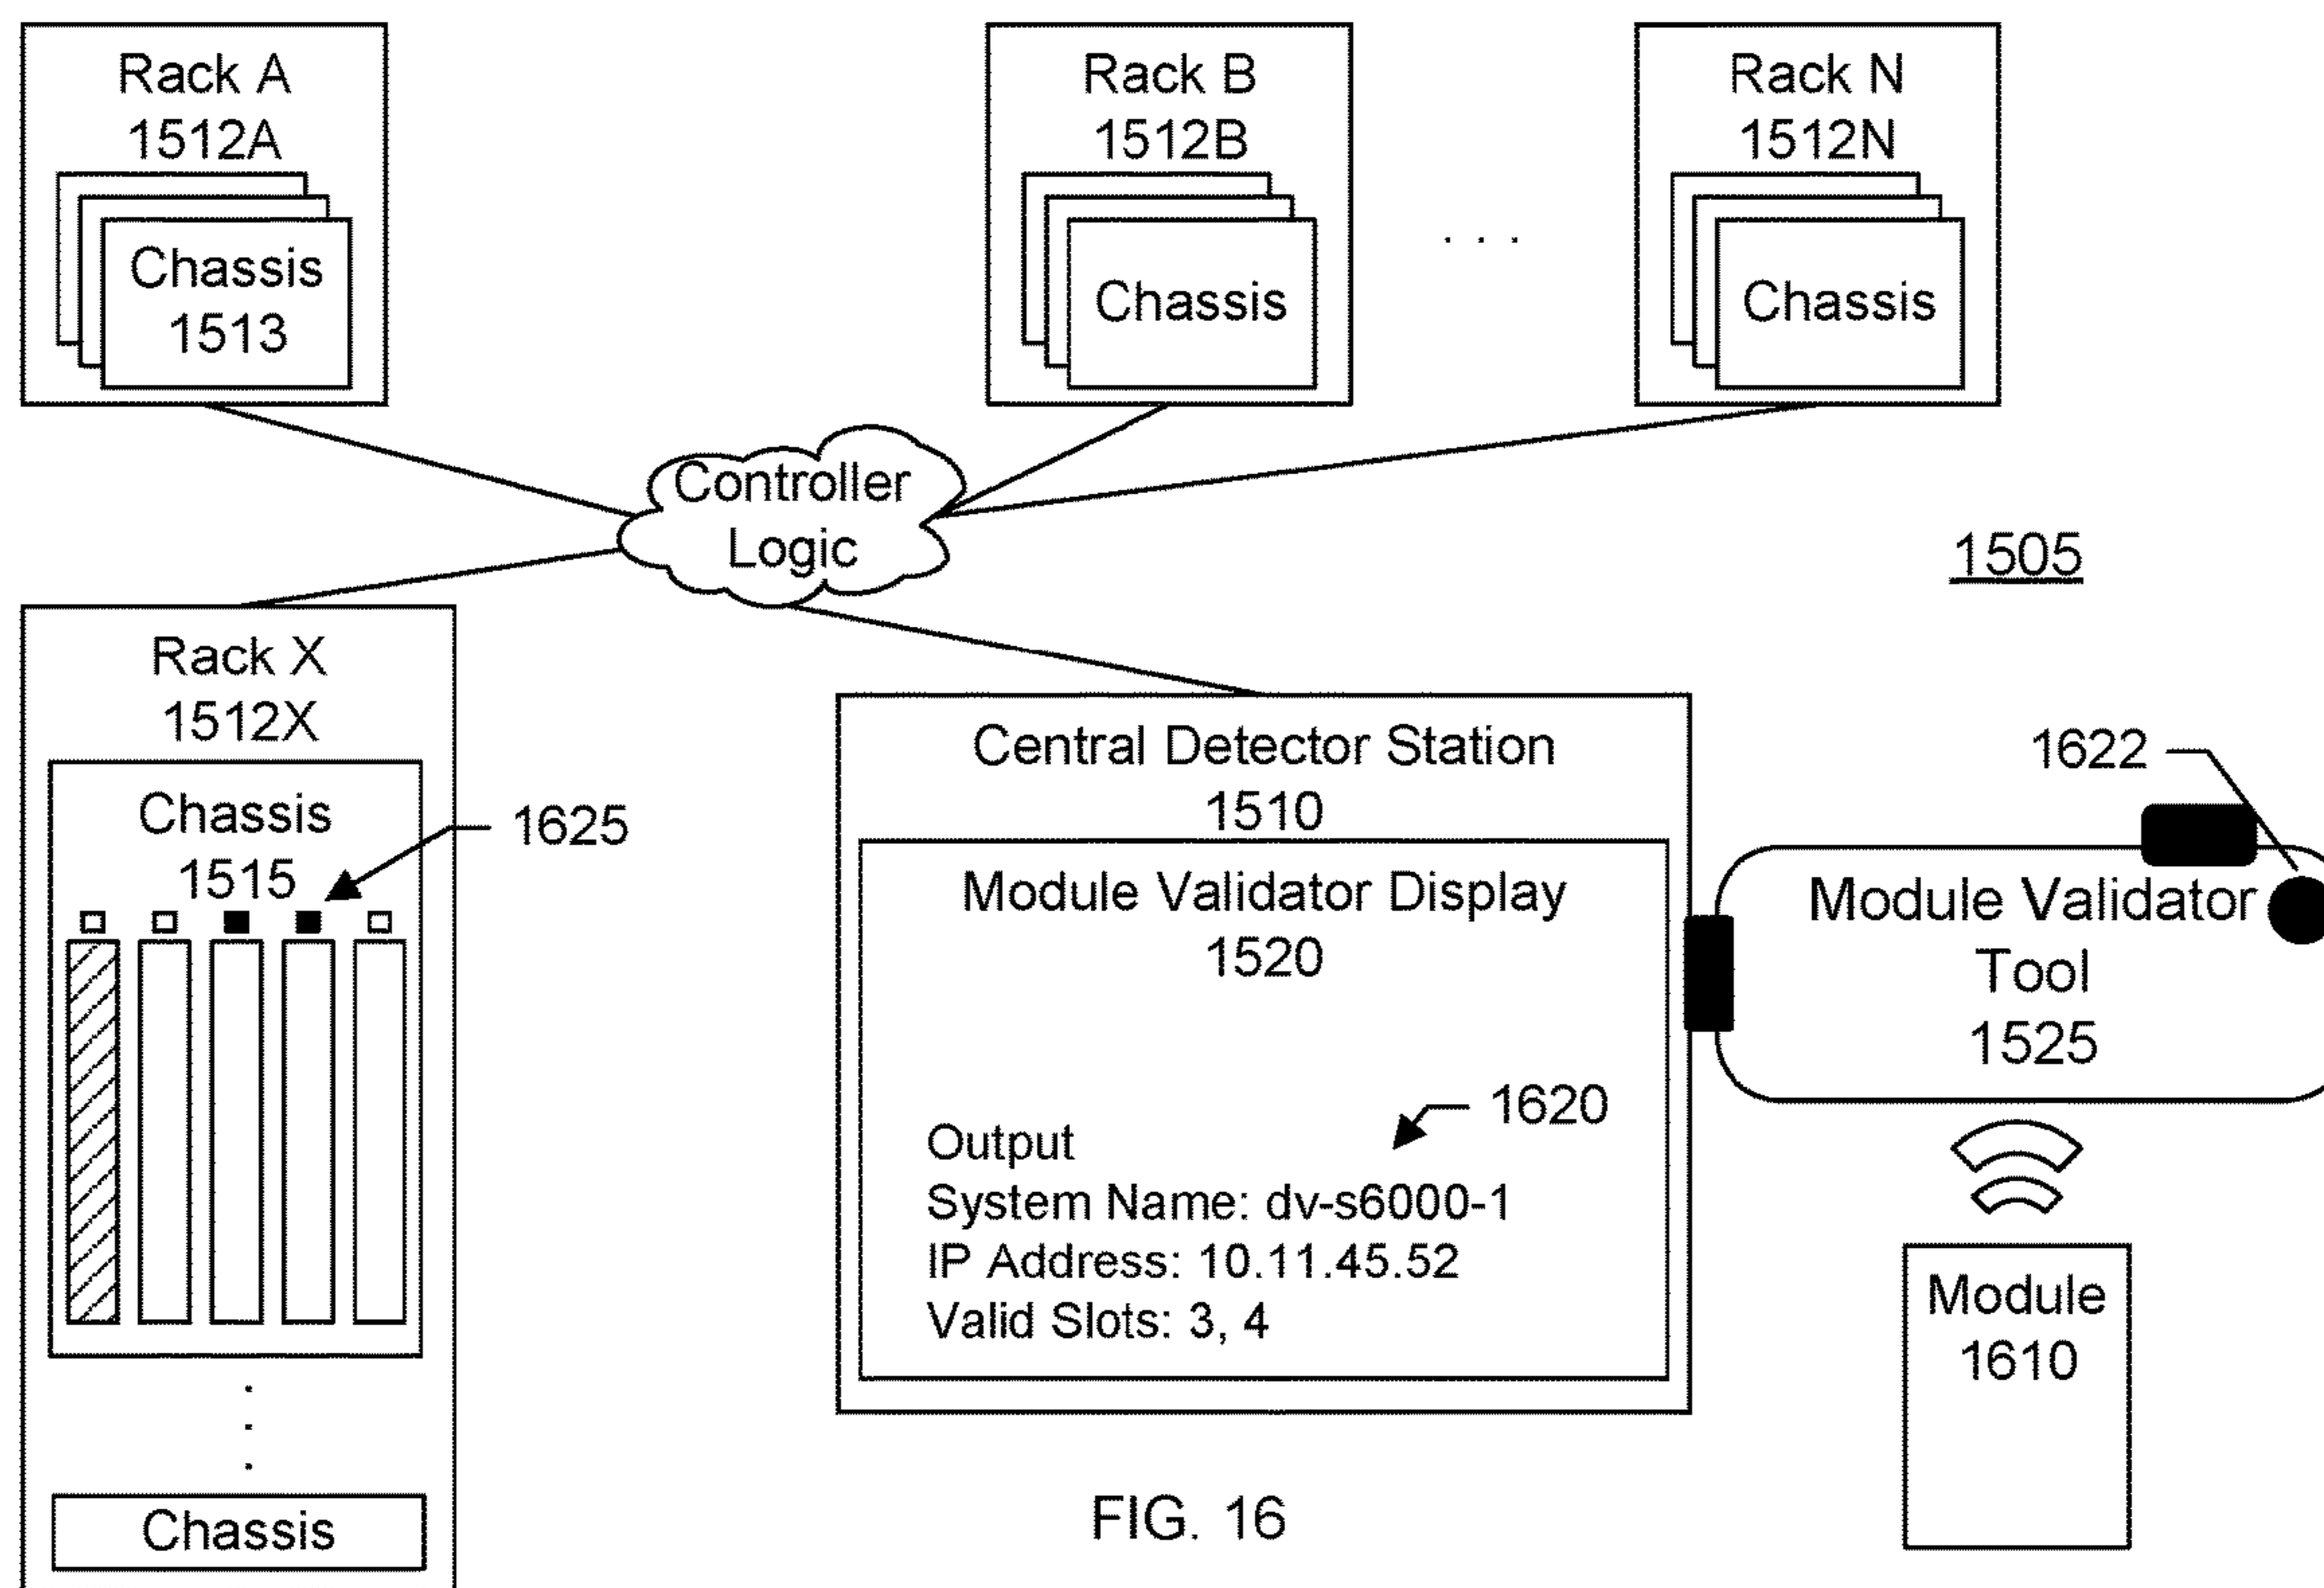 Rack A
1512A
Chassis
1513
Rack B
1512B
Chassis
. . .
Rack N
1512N
Chassis
Controller
Logic
1505
Rack X
1512X
Chassis
1515
1625
Chassis
Central Detector Station
1510
Module Validator Display
1520
1620
Output
System Name: dv-s6000-1
IP Address: 10.11.45.52
Valid Slots: 3, 4
1622
Module Validator
Tool
1525
Module
1610
FIG. 16